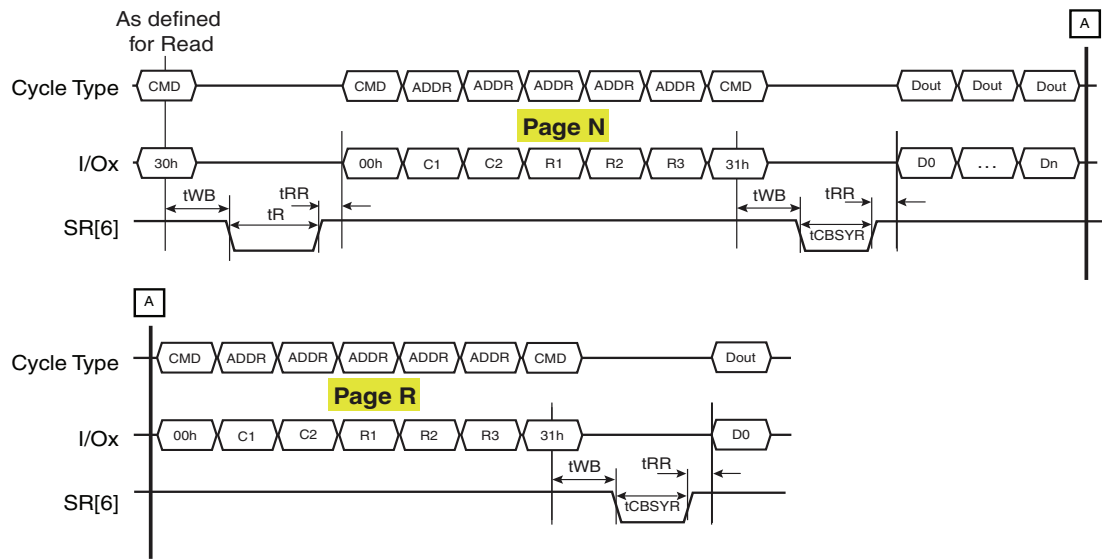 As defined
for Read
A
Cycle Type CMD CMD ADDR ADDR ADDR ADDR ADDR CMD Dout Dout Dout
Page N
I/Ox 30h 00h C1 C2 R1 R2 R3 31h D0 ... Dn
tWB tR tRR tWB tCBSYR tRR
SR[6]
A
Cycle Type CMD ADDR ADDR ADDR ADDR ADDR CMD Dout
Page R
I/Ox 00h C1 C2 R1 R2 R3 31h D0
tWB tCBSYR tRR
SR[6]